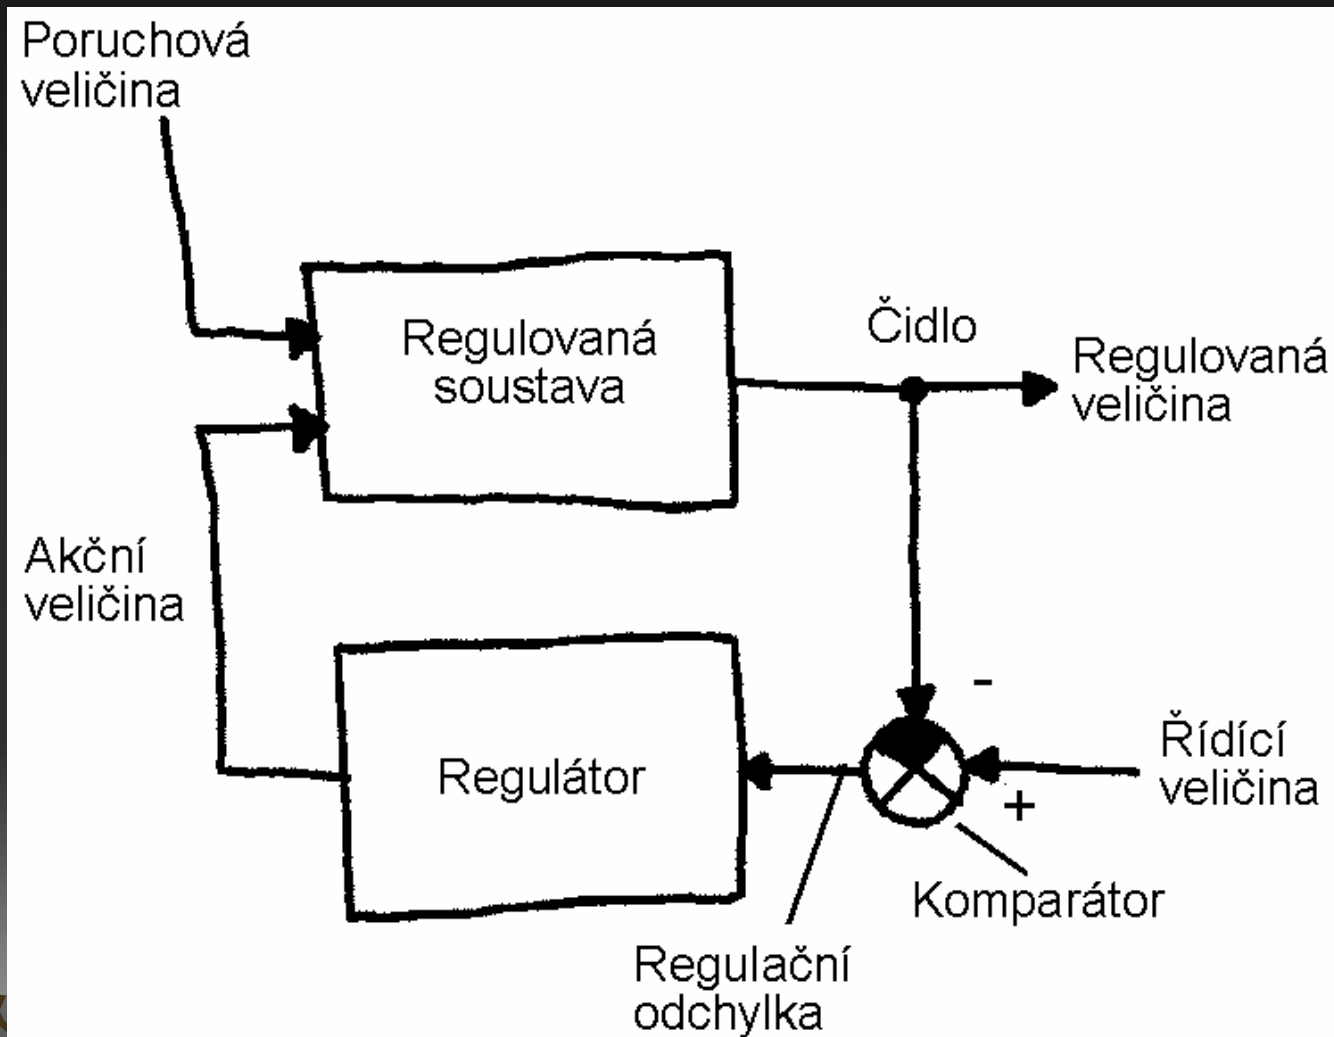 Poruchová
veličina
Regulovaná
soustava
Čidlo
Regulovaná
veličina
Akční
veličina
-
Regulátor
+
Řídící
veličina
Komparátor
Regulační
odchylka